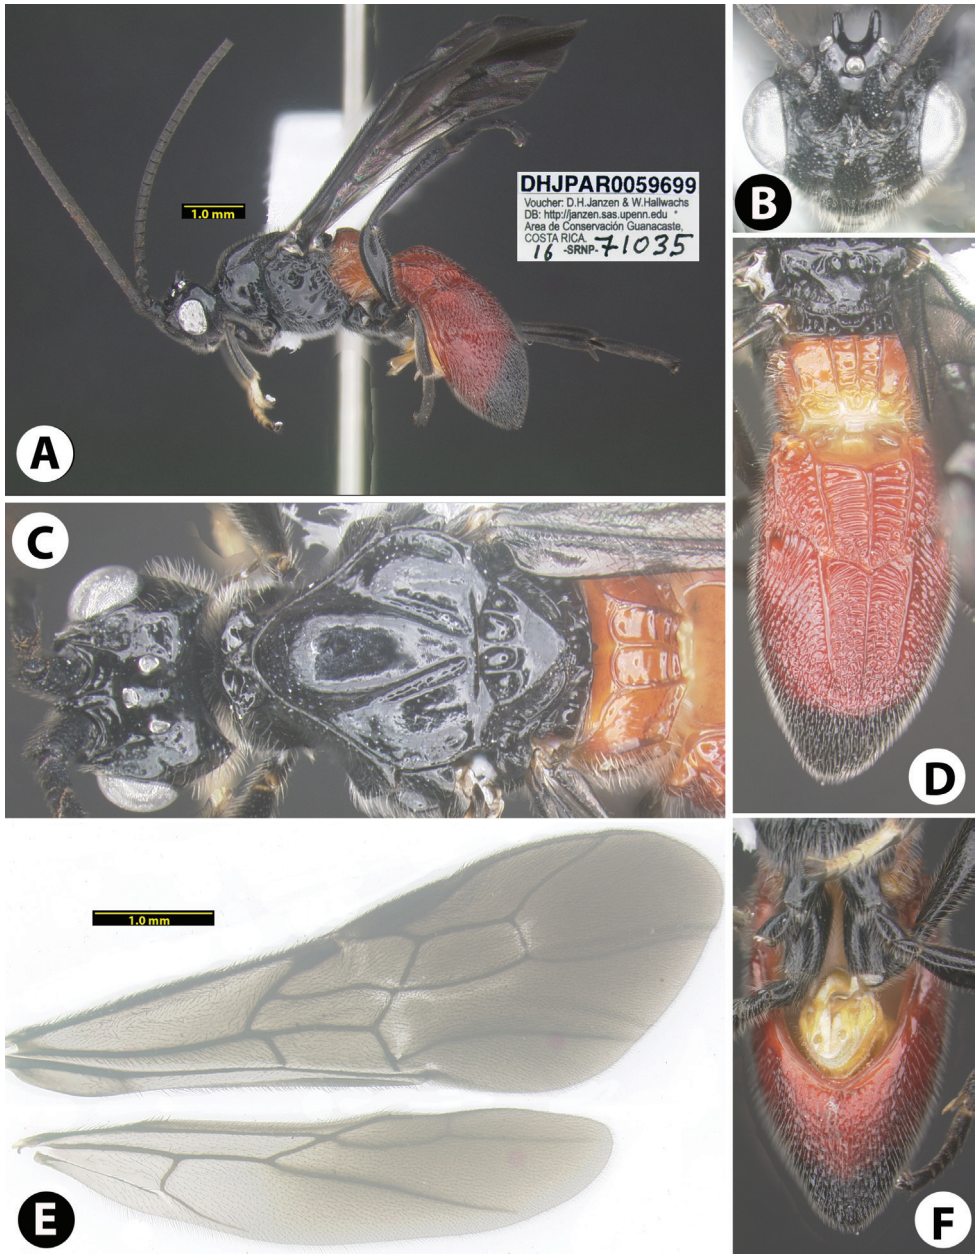 A
1.0 mm
DHJPAR0059699
Voucher: D.H.Janzen & W.Hallwachs
DB: http://janzen.sas.upenn.edu
Area de Conservación Guanacaste,
COSTA RICA.
16 -SRNP- 71035
B
C
D
1.0 mm
E
F